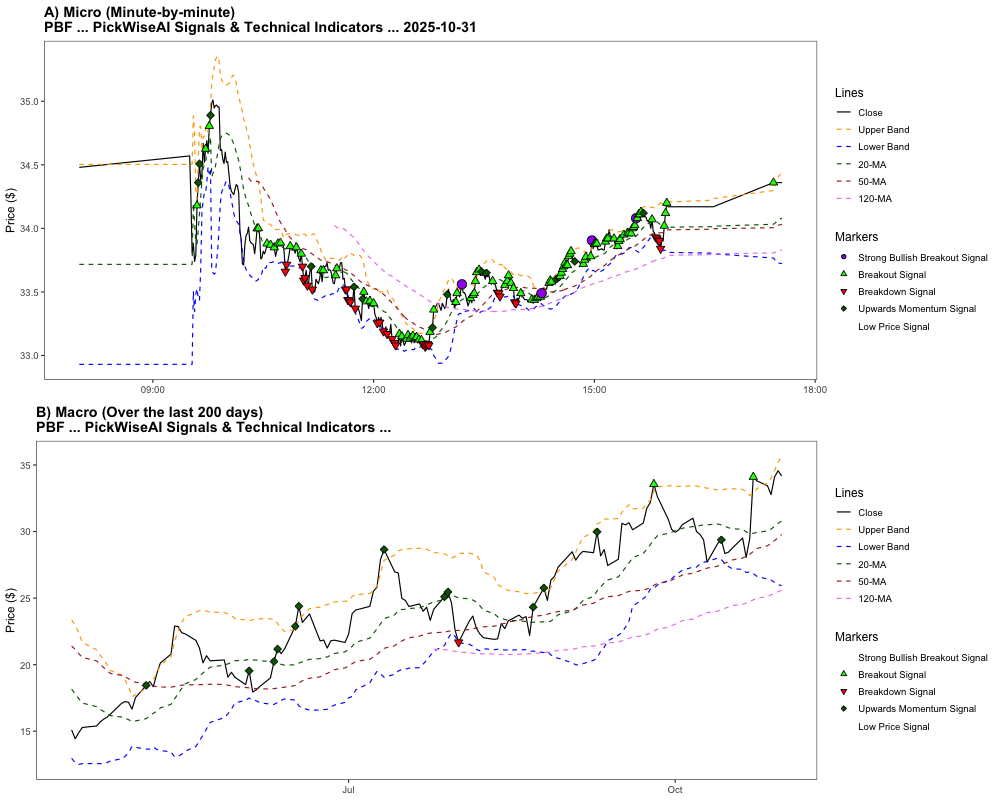 A) Micro (Minute-by-minute)
PBF ... PickWiseAI Signals & Technical Indicators ... 2025-10-31
Price ($)
35.0
34.5
34.0
33.5
33.0
09:00
12:00
15:00
18:00
Lines
Close
Upper Band
Lower Band
20-MA
50-MA
120-MA
Markers
Strong Bullish Breakout Signal
Breakout Signal
Breakdown Signal
Upwards Momentum Signal
Low Price Signal
B) Macro (Over the last 200 days)
PBF ... PickWiseAI Signals & Technical Indicators ...
Price ($)
35
30
25
20
15
Jul
Oct
Lines
Close
Upper Band
Lower Band
20-MA
50-MA
120-MA
Markers
Strong Bullish Breakout Signal
Breakout Signal
Breakdown Signal
Upwards Momentum Signal
Low Price Signal